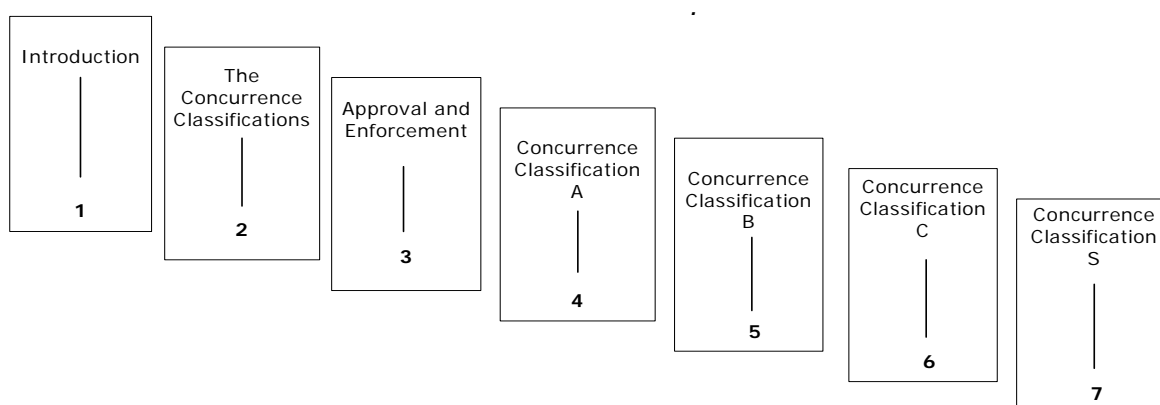 .
Introduction
1
The
Concurrence
Classifications
2
Approval and
Enforcement
3
Concurrence
Classification
A
4
Concurrence
Classification
B
5
Concurrence
Classification
C
6
Concurrence
Classification
S
7